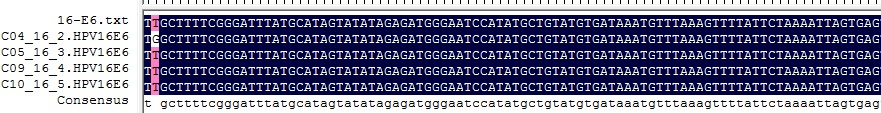 16-E6.txt TTGCTTTTCGGGATTTATGCATAGTATATAGAGATGGGAATCCATATGCTGTATGTGATAAATGTTTAAAGTTTTATTCTAAAATTAGTGAG
C04_16_2.HPV16E6 TGGCTTTTCGGGATTTATGCATAGTATATAGAGATGGGAATCCATATGCTGTATGTGATAAATGTTTAAAGTTTTATTCTAAAATTAGTGAG
C05_16_3.HPV16E6 TTGCTTTTCGGGATTTATGCATAGTATATAGAGATGGGAATCCATATGCTGTATGTGATAAATGTTTAAAGTTTTATTCTAAAATTAGTGAG
C09_16_4.HPV16E6 TTGCTTTTCGGGATTTATGCATAGTATATAGAGATGGGAATCCATATGCTGTATGTGATAAATGTTTAAAGTTTTATTCTAAAATTAGTGAG
C10_16_5.HPV16E6 TTGCTTTTCGGGATTTATGCATAGTATATAGAGATGGGAATCCATATGCTGTATGTGATAAATGTTTAAAGTTTTATTCTAAAATTAGTGAG
Consensus t gcttttcgggatttatgcatagtatatagagatgggaatccatatgctgtatgtgataaatgtttaaagttttattctaaaattagtgag